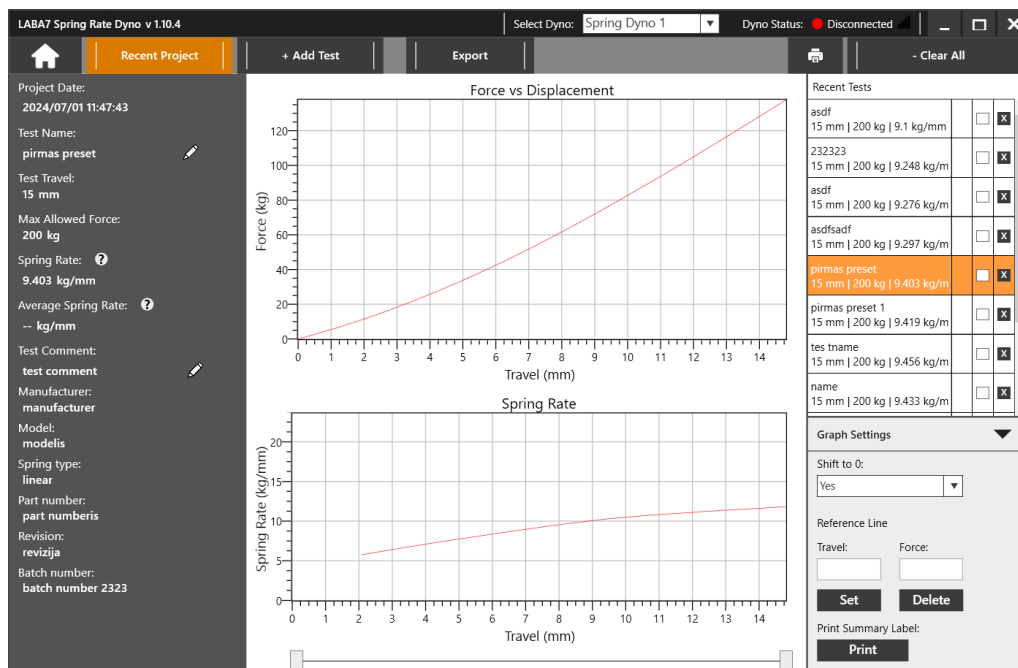 LABA7 Spring Rate Dyno v 1.10.4
Select Dyno: Spring Dyno 1
Dyno Status: Disconnected
Recent Project
+ Add Test
Export
- Clear All
Project Date:
2024/07/01 11:47:43
Test Name:
pirmas preset
Test Travel:
15 mm
Max Allowed Force:
200 kg
Spring Rate: ?
9.403 kg/mm
Average Spring Rate: ?
-- kg/mm
Test Comment:
test comment
Manufacturer:
manufacturer
Model:
modelis
Spring type:
linear
Part number:
part numberis
Revision:
revizija
Batch number:
batch number 2323
Force vs Displacement
Force (kg)
120
100
80
60
40
20
0
0 1 2 3 4 5 6 7 8 9 10 11 12 13 14
Travel (mm)
Spring Rate
Spring Rate (kg/mm)
20
15
10
5
0
0 1 2 3 4 5 6 7 8 9 10 11 12 13 14
Travel (mm)
Recent Tests
asdf
15 mm | 200 kg | 9.1 kg/mm
X
232323
15 mm | 200 kg | 9.248 kg/m
X
asdf
15 mm | 200 kg | 9.276 kg/m
X
asdfsadf
15 mm | 200 kg | 9.297 kg/m
X
pirmas preset
15 mm | 200 kg | 9.403 kg/m
X
pirmas preset 1
15 mm | 200 kg | 9.419 kg/m
X
tes tname
15 mm | 200 kg | 9.456 kg/m
X
name
15 mm | 200 kg | 9.433 kg/m
X
Graph Settings
Shift to 0:
Yes
Reference Line
Travel: Force:
Set Delete
Print Summary Label:
Print